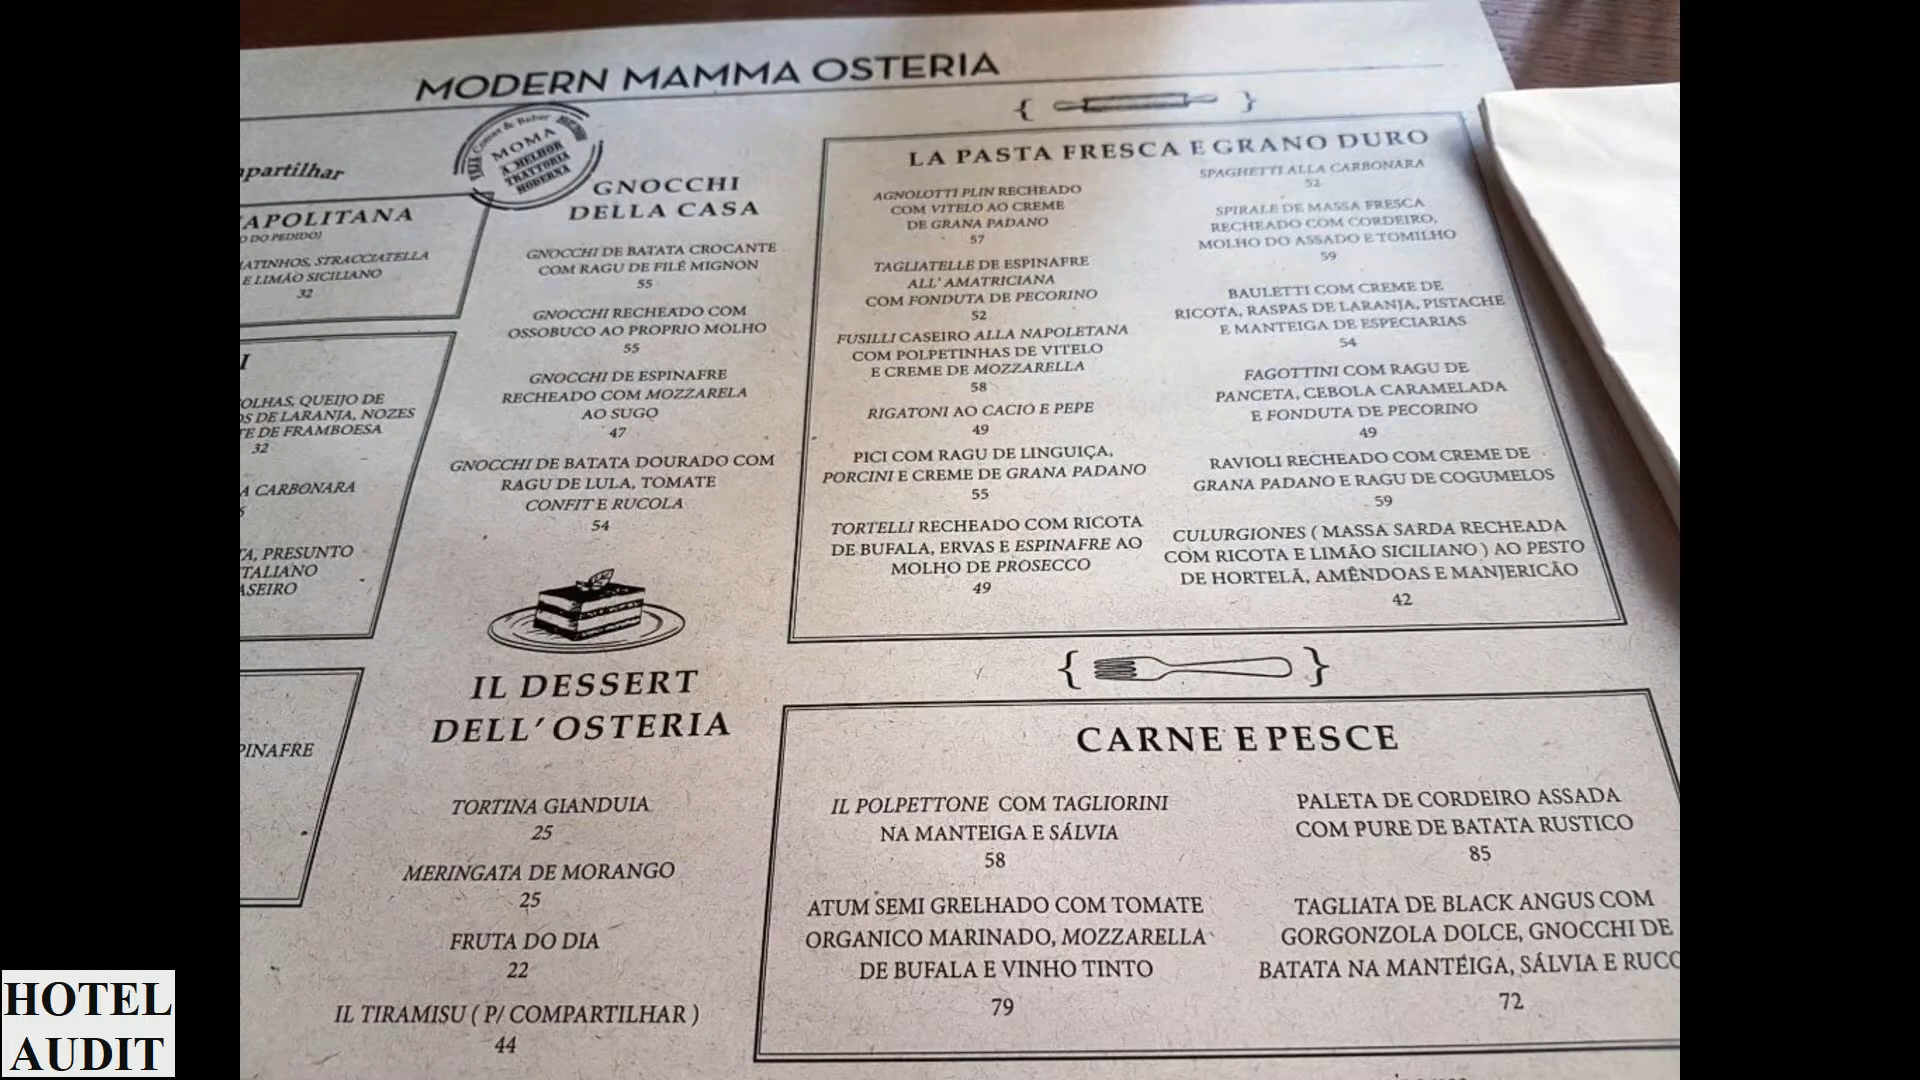 MODERN MAMMA OSTERIA
MOMA
A MELHOR
TRATTORIA
MODERNA
partilhar
NAPOLITANA
O DO PEDIDO)
ATINHOS, STRACCIATELLA
E LIMÃO SICILIANO
32
I
OLHAS, QUEIJO DE
OS DE LARANJA, NOZES
TE DE FRAMBOESA
32
A CARBONARA
TA, PRESUNTO
ITALIANO
ASEIRO
PINAFRE
GNOCCHI
DELLA CASA
GNOCCHI DE BATATA CROCANTE
COM RAGU DE FILÉ MIGNON
55
GNOCCHI RECHEADO COM
OSSOBUCO AO PROPRIO MOLHO
55
GNOCCHI DE ESPINAFRE
RECHEADO COM MOZZARELA
AO SUGO
47
GNOCCHI DE BATATA DOURADO COM
RAGU DE LULA, TOMATE
CONFIT E RUCOLA
54
IL DESSERT
DELL'OSTERIA
TORTINA GIANDUIA
25
MERINGATA DE MORANGO
25
FRUTA DO DIA
22
IL TIRAMISU ( P/ COMPARTILHAR )
44
LA PASTA FRESCA E GRANO DURO
AGNOLOTTI PLIN RECHEADO
COM VITELO AO CREME
DE GRANA PADANO
57
TAGLIATELLE DE ESPINAFRE
ALL' AMATRICIANA
COM FONDUTA DE PECORINO
52
FUSILLI CASEIRO ALLA NAPOLETANA
COM POLPETINHAS DE VITELO
E CREME DE MOZZARELLA
58
RIGATONI AO CACIO E PEPE
49
PICI COM RAGU DE LINGUIÇA,
PORCINI E CREME DE GRANA PADANO
55
TORTELLI RECHEADO COM RICOTA
DE BUFALA, ERVAS E ESPINAFRE AO
MOLHO DE PROSECCO
49
SPAGHETTI ALLA CARBONARA
52
SPIRALE DE MASSA FRESCA
RECHEADO COM CORDEIRO,
MOLHO DO ASSADO E TOMILHO
59
BAULETTI COM CREME DE
RICOTA, RASPAS DE LARANJA, PISTACHE
E MANTEIGA DE ESPECIARIAS
54
FAGOTTINI COM RAGU DE
PANCETA, CEBOLA CARAMELADA
E FONDUTA DE PECORINO
49
RAVIOLI RECHEADO COM CREME DE
GRANA PADANO E RAGU DE COGUMELOS
59
CULURGIONES ( MASSA SARDA RECHEADA
COM RICOTA E LIMÃO SICILIANO ) AO PESTO
DE HORTELÃ, AMÊNDOAS E MANJERICÃO
42
CARNE E PESCE
IL POLPETTONE COM TAGLIORINI
NA MANTEIGA E SÁLVIA
58
ATUM SEMI GRELHADO COM TOMATE
ORGANICO MARINADO, MOZZARELLA
DE BUFALA E VINHO TINTO
79
PALETA DE CORDEIRO ASSADA
COM PURE DE BATATA RUSTICO
85
TAGLIATA DE BLACK ANGUS COM
GORGONZOLA DOLCE, GNOCCHI DE
BATATA NA MANTEIGA, SÁLVIA E RUCO
72
HOTEL
AUDIT